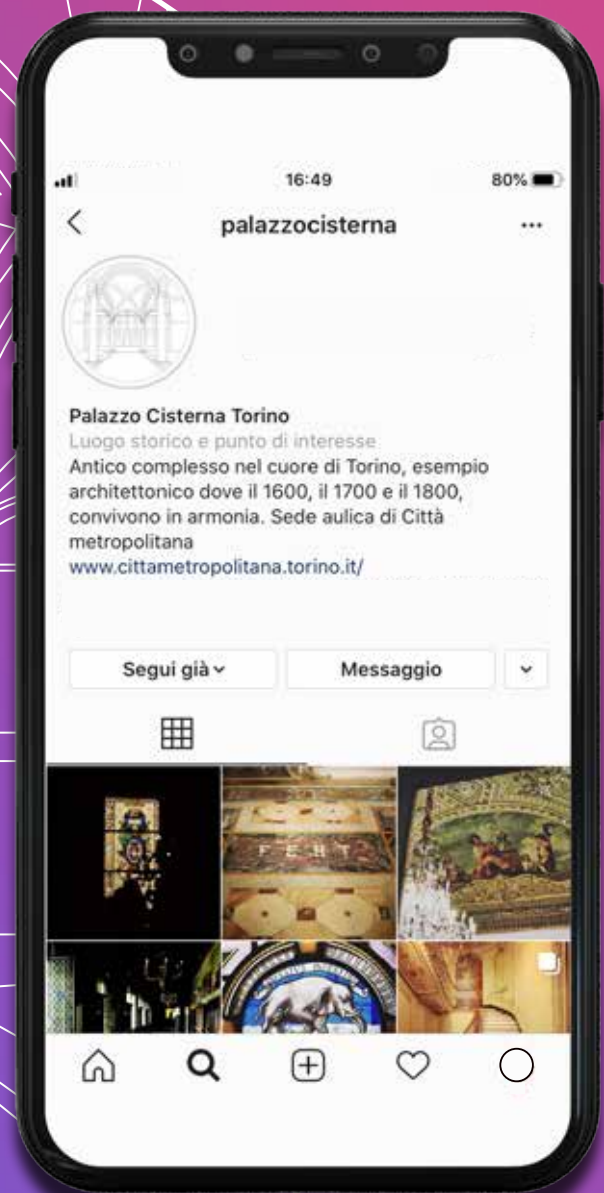 16:49
80%
palazzocisterna
Palazzo Cisterna Torino
Luogo storico e punto di interesse
Antico complesso nel cuore di Torino, esempio
architettonico dove il 1600, il 1700 e il 1800,
convivono in armonia. Sede aulica di Città
metropolitana
www.cittametropolitana.torino.it/
Segui già
Messaggio
FERT